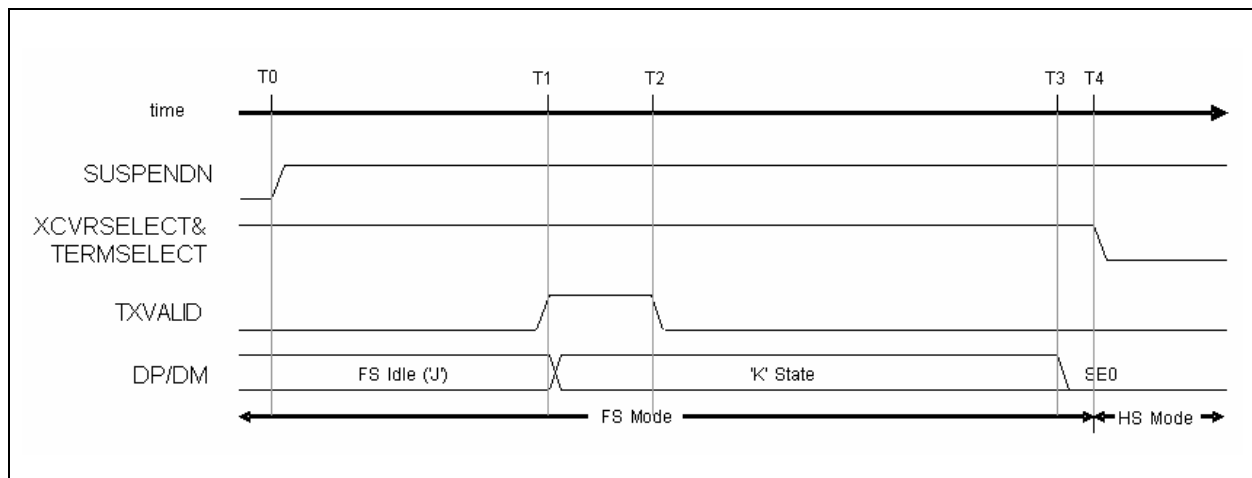 T0 T1 T2 T3 T4
time
SUSPENDN
XCVRSELECT&
TERMSELECT
TXVALID
DP/DM
FS Idle ('J')
'K' State
SE0
FS Mode
HS Mode